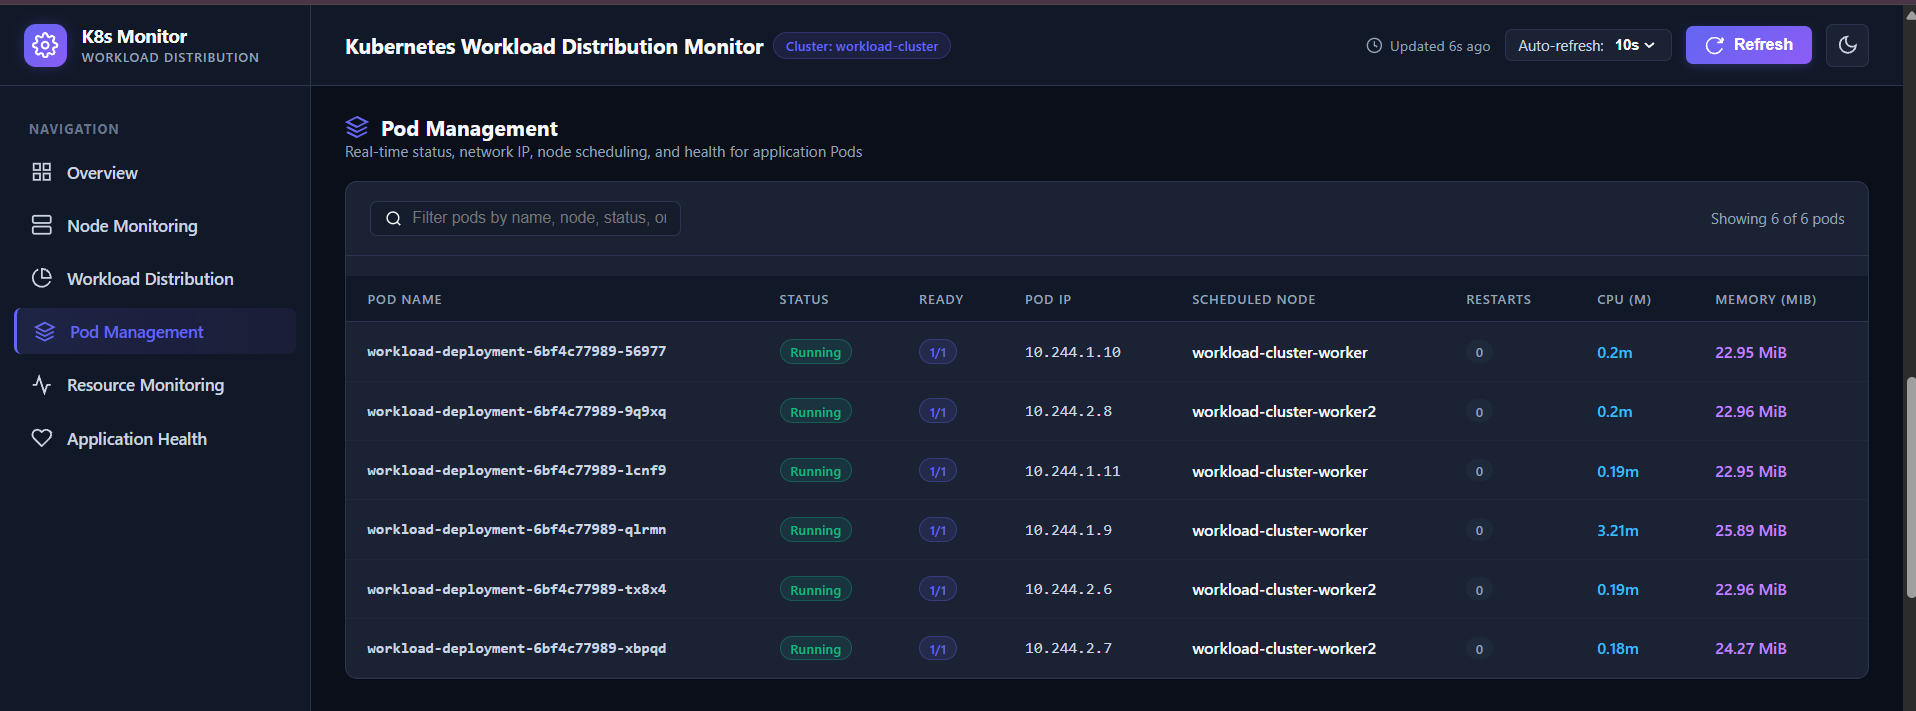 K8s Monitor
WORKLOAD DISTRIBUTION
Kubernetes Workload Distribution Monitor
Cluster: workload-cluster
Updated 6s ago
Auto-refresh: 10s
Refresh
NAVIGATION
Overview
Node Monitoring
Workload Distribution
Pod Management
Resource Monitoring
Application Health
Pod Management
Real-time status, network IP, node scheduling, and health for application Pods
Filter pods by name, node, status, or
Showing 6 of 6 pods
POD NAME STATUS READY POD IP SCHEDULED NODE RESTARTS CPU (M) MEMORY (MIB)
workload-deployment-6bf4c77989-56977 Running 1/1 10.244.1.10 workload-cluster-worker 0 0.2m 22.95 MiB
workload-deployment-6bf4c77989-9q9xq Running 1/1 10.244.2.8 workload-cluster-worker2 0 0.2m 22.96 MiB
workload-deployment-6bf4c77989-lcnf9 Running 1/1 10.244.1.11 workload-cluster-worker 0 0.19m 22.95 MiB
workload-deployment-6bf4c77989-qlrmn Running 1/1 10.244.1.9 workload-cluster-worker 0 3.21m 25.89 MiB
workload-deployment-6bf4c77989-tx8x4 Running 1/1 10.244.2.6 workload-cluster-worker2 0 0.19m 22.96 MiB
workload-deployment-6bf4c77989-xbpqd Running 1/1 10.244.2.7 workload-cluster-worker2 0 0.18m 24.27 MiB